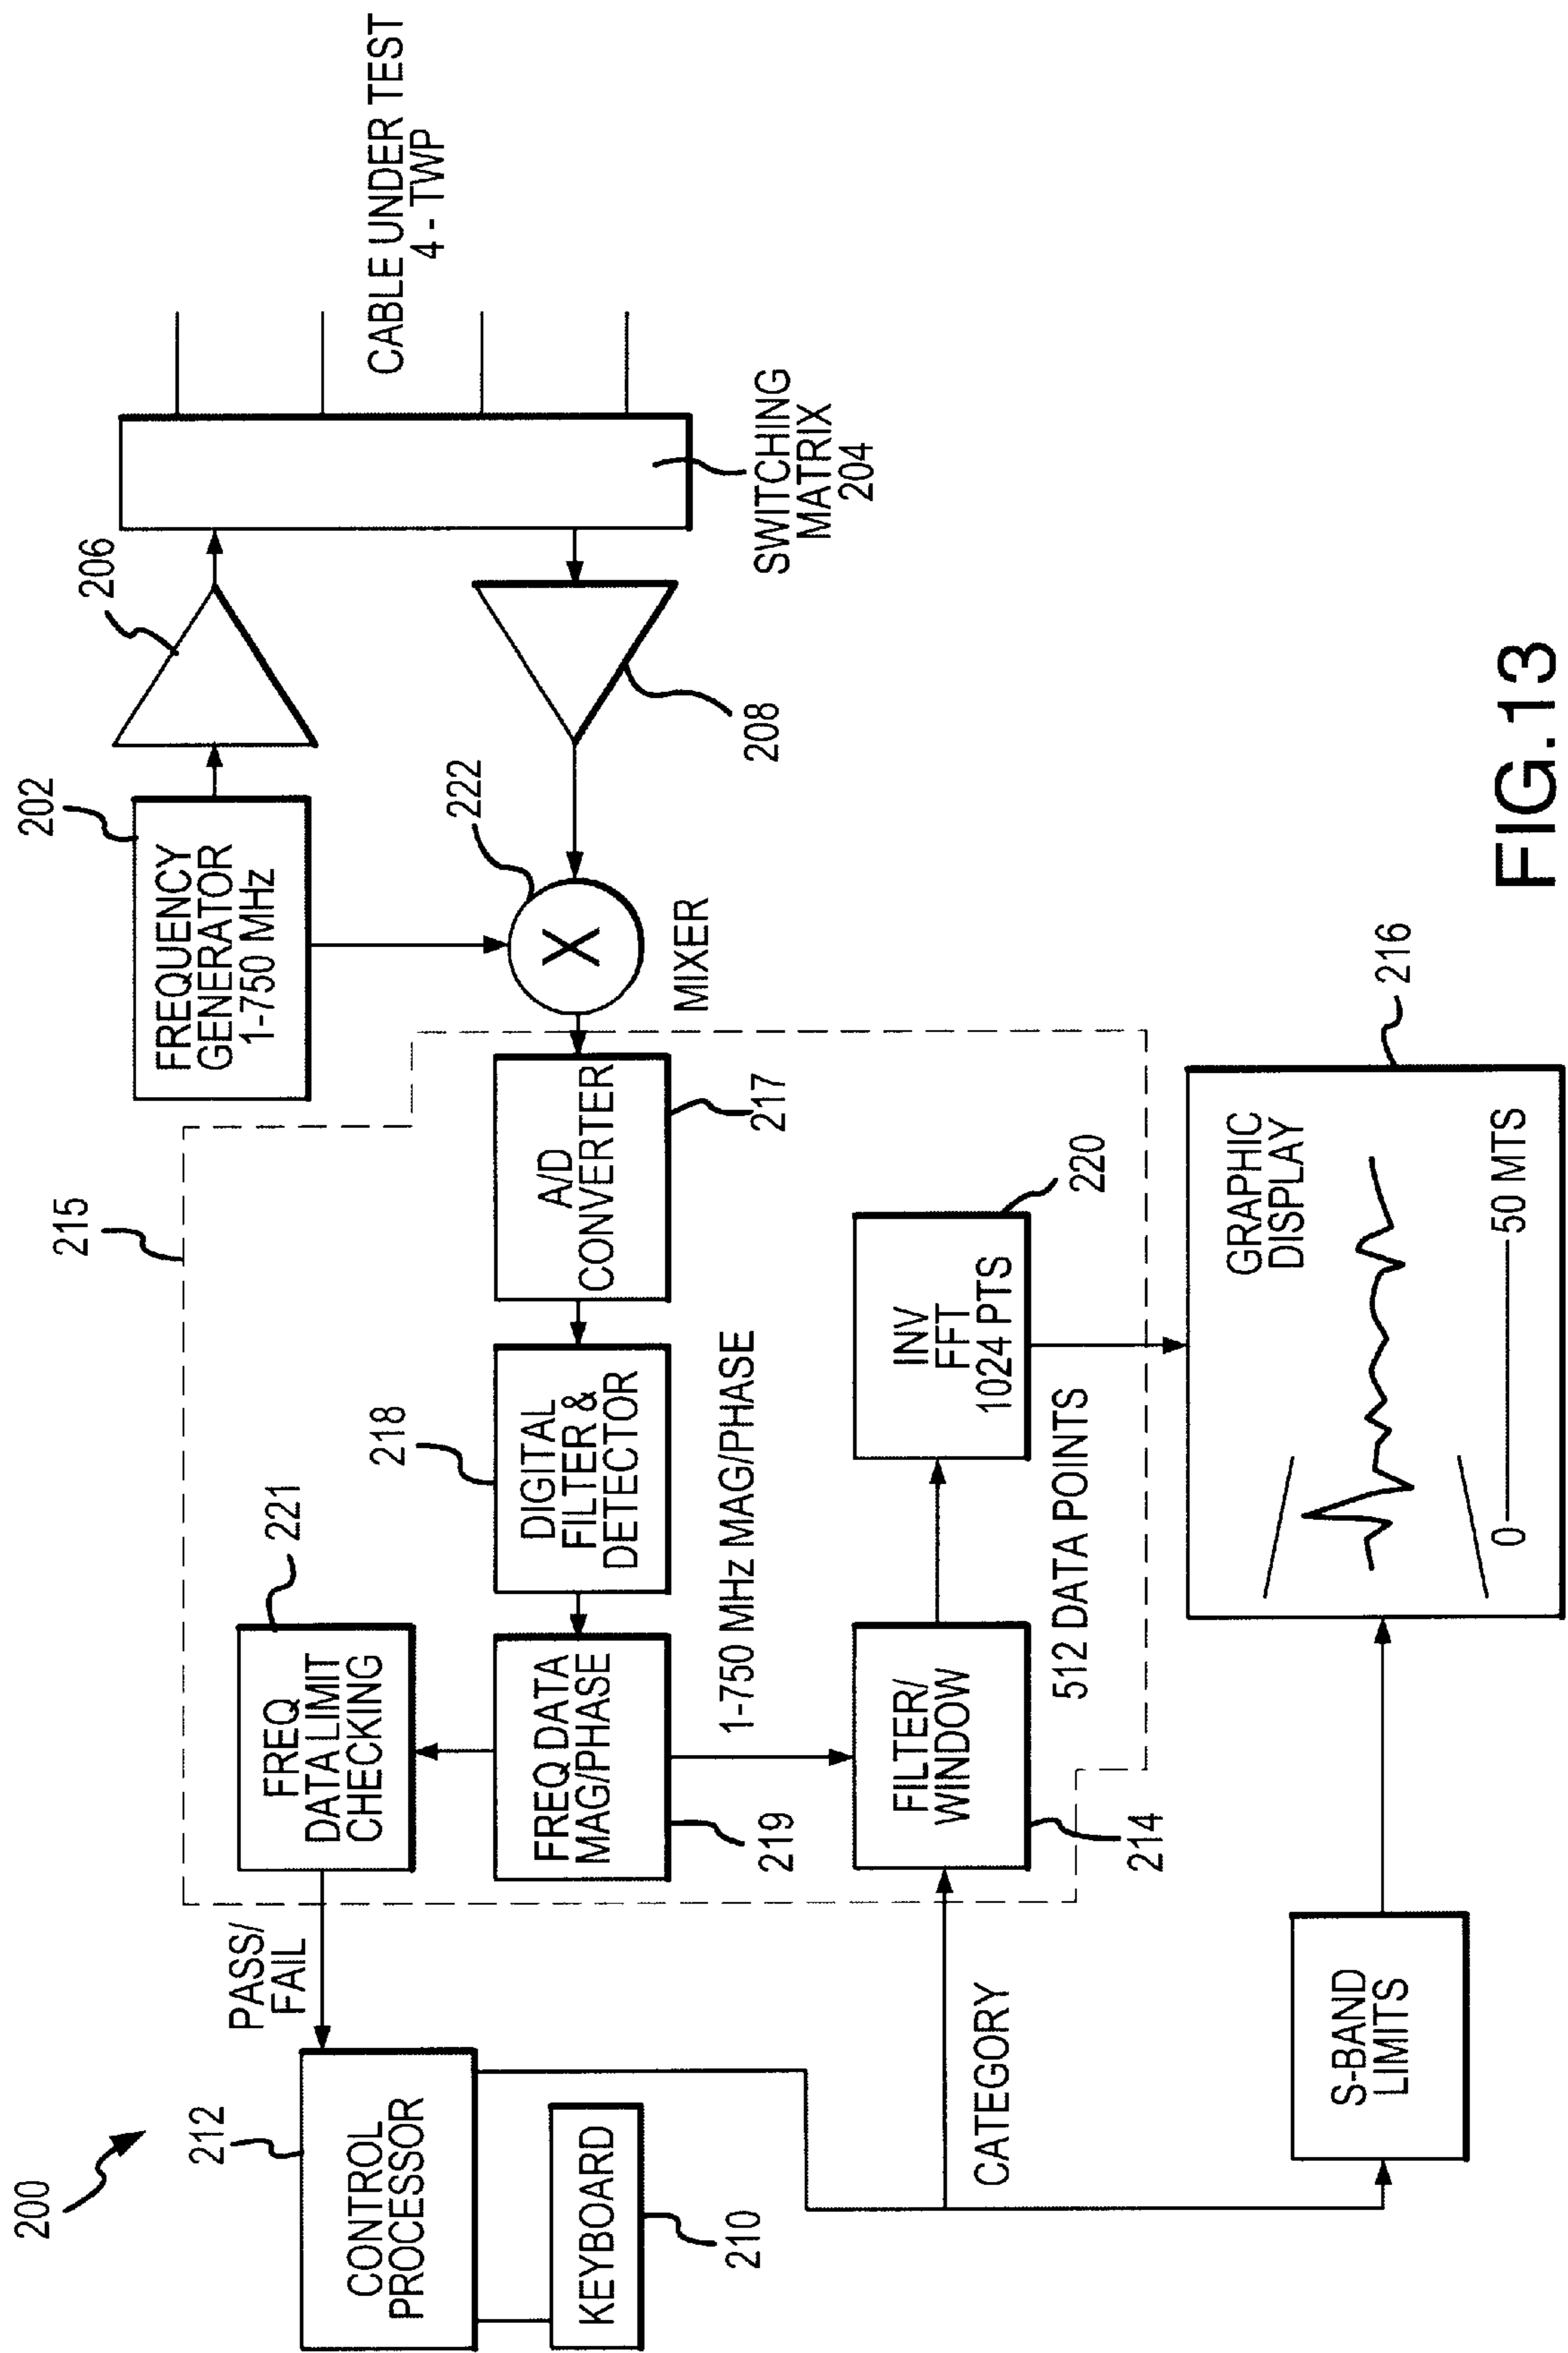 200
212
CONTROL
PROCESSOR
KEYBOARD
210
PASS/
FAIL
CATEGORY
S-BAND
LIMITS
215
221
FREQ
DATA LIMIT
CHECKING
FREQ DATA
MAG/PHASE
219
218
DIGITAL
FILTER &
DETECTOR
A/D
CONVERTER
217
1-750 MHz MAG/PHASE
FILTER/
WINDOW
214
512 DATA POINTS
INV
FFT
1024 PTS
220
202
FREQUENCY
GENERATOR
1-750 MHz
206
222
X
MIXER
208
SWITCHING
MATRIX
204
CABLE UNDER TEST
4 - TWP
GRAPHIC
DISPLAY
0
50 MTS
216
FIG.13